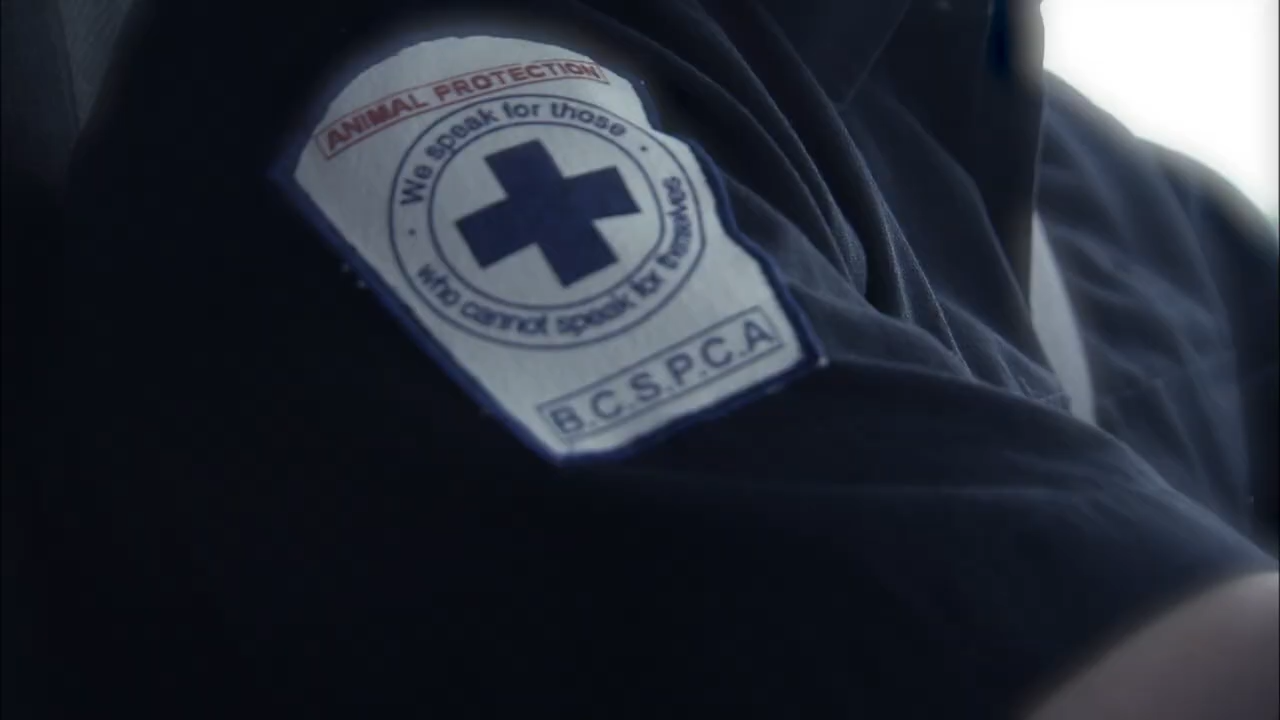 ANIMAL PROTECTION
We speak for those
who cannot speak for themselves
B.C.S.P.C.A